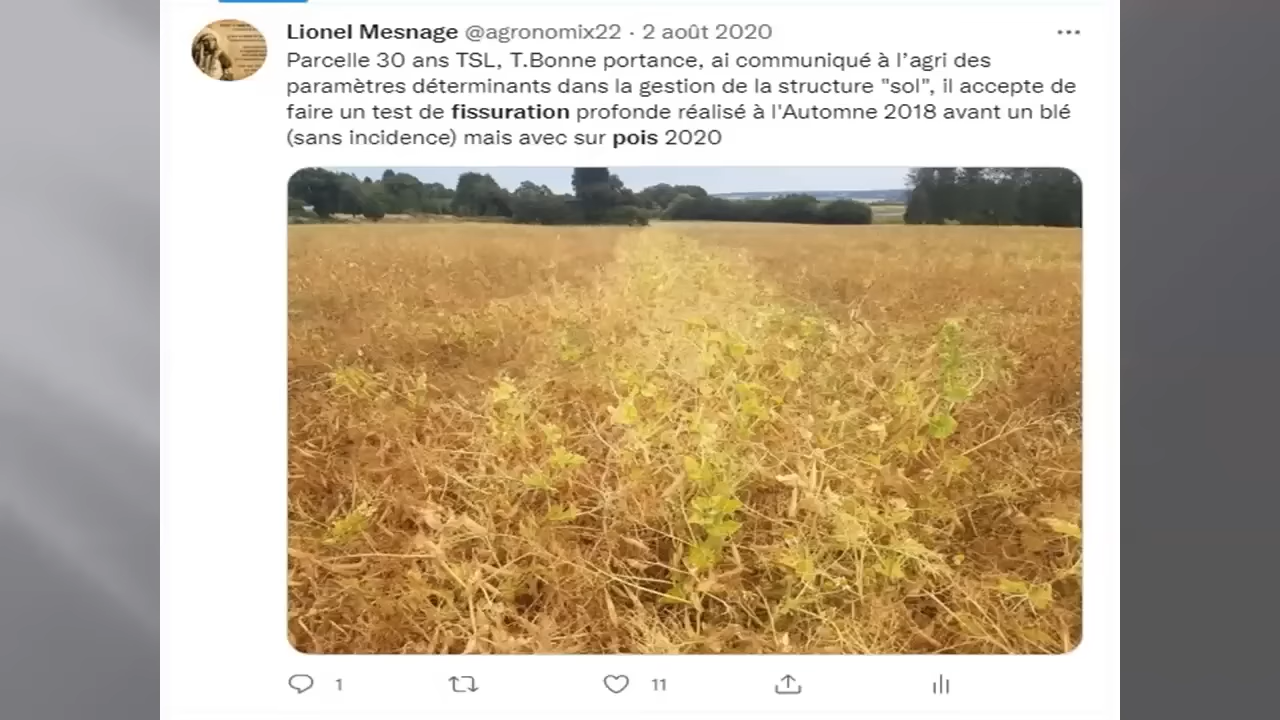 Lionel Mesnage @agronomix22 · 2 août 2020
Parcelle 30 ans TSL, T.Bonne portance, ai communiqué à l’agri des
paramètres déterminants dans la gestion de la structure "sol", il accepte de
faire un test de fissuration profonde réalisé à l'Automne 2018 avant un blé
(sans incidence) mais avec sur pois 2020
1 11